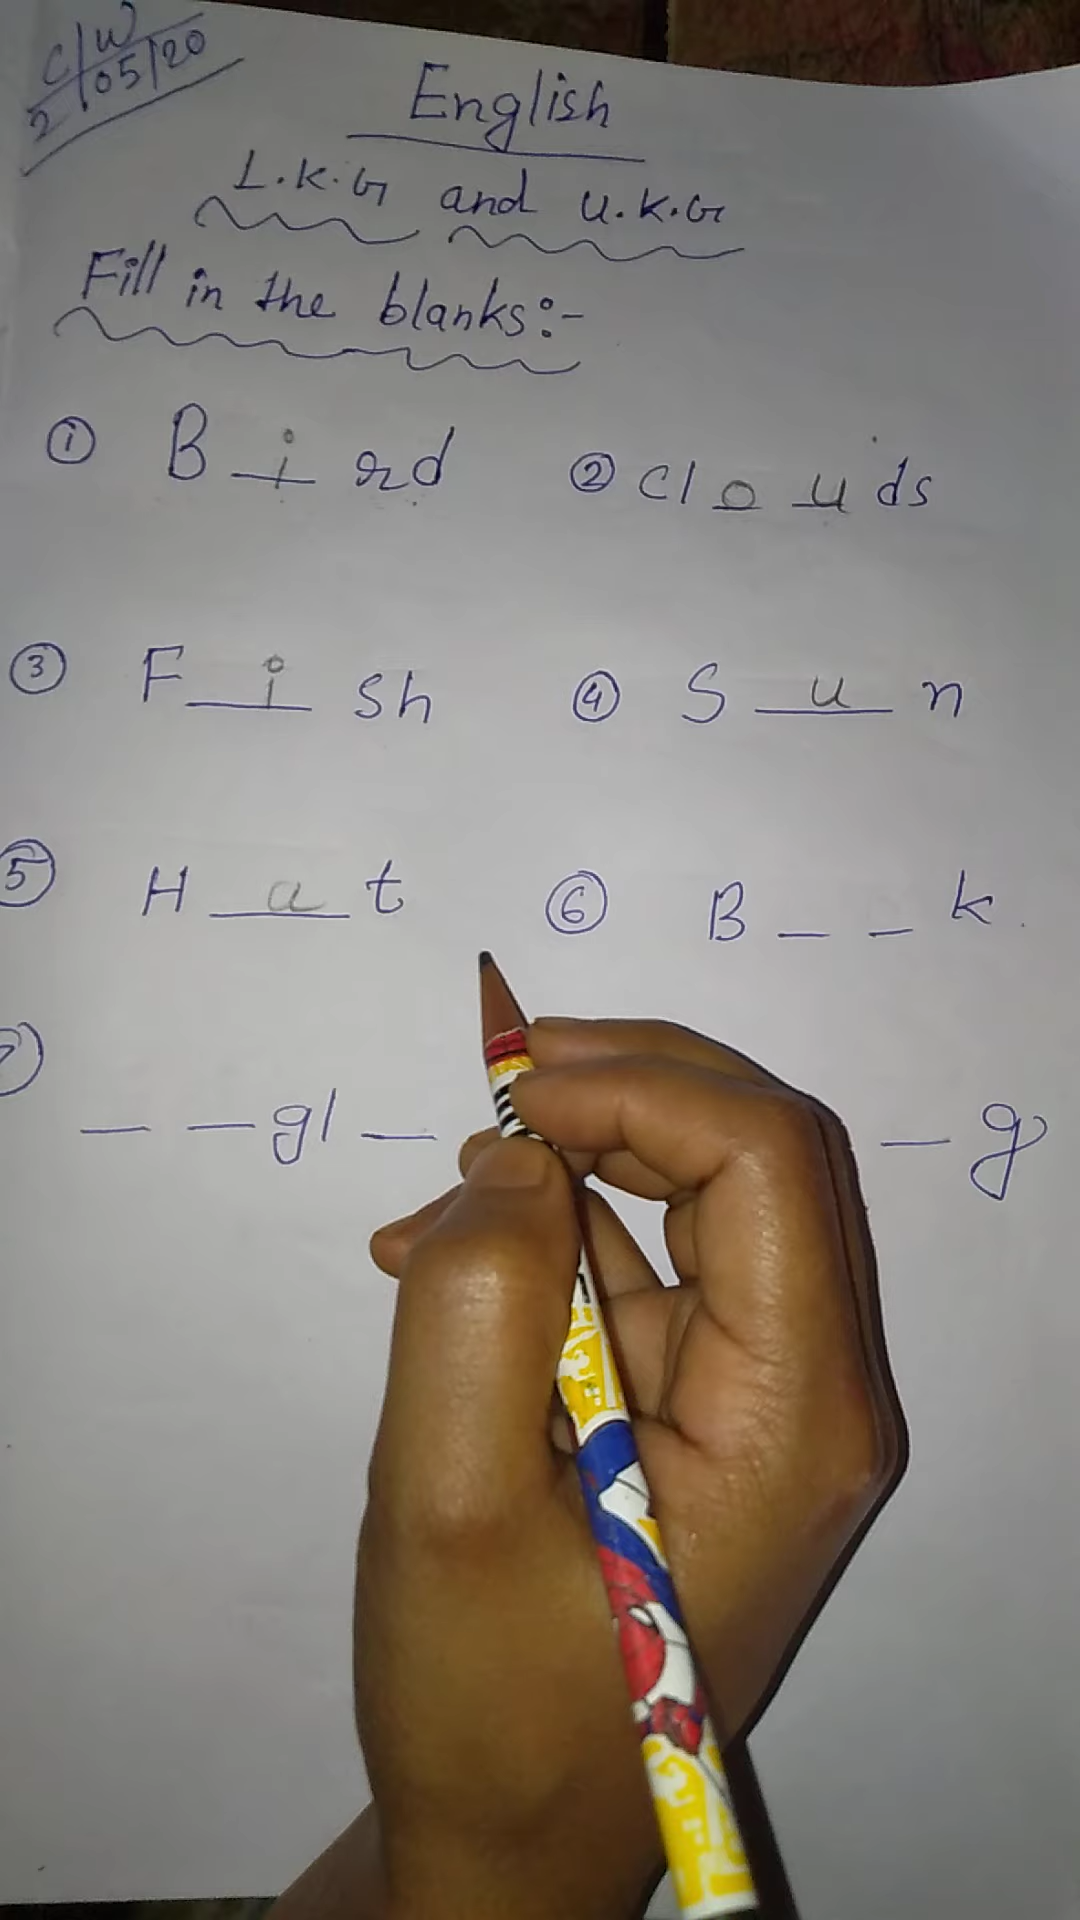 C/W
2/05/20
English
L.K.G and U.K.G
Fill in the blanks:-
① B i rd ② Cl o u ds
③ F i sh ④ S u n
⑤ H a t ⑥ B _ _ k
_ _ gl _ _ g